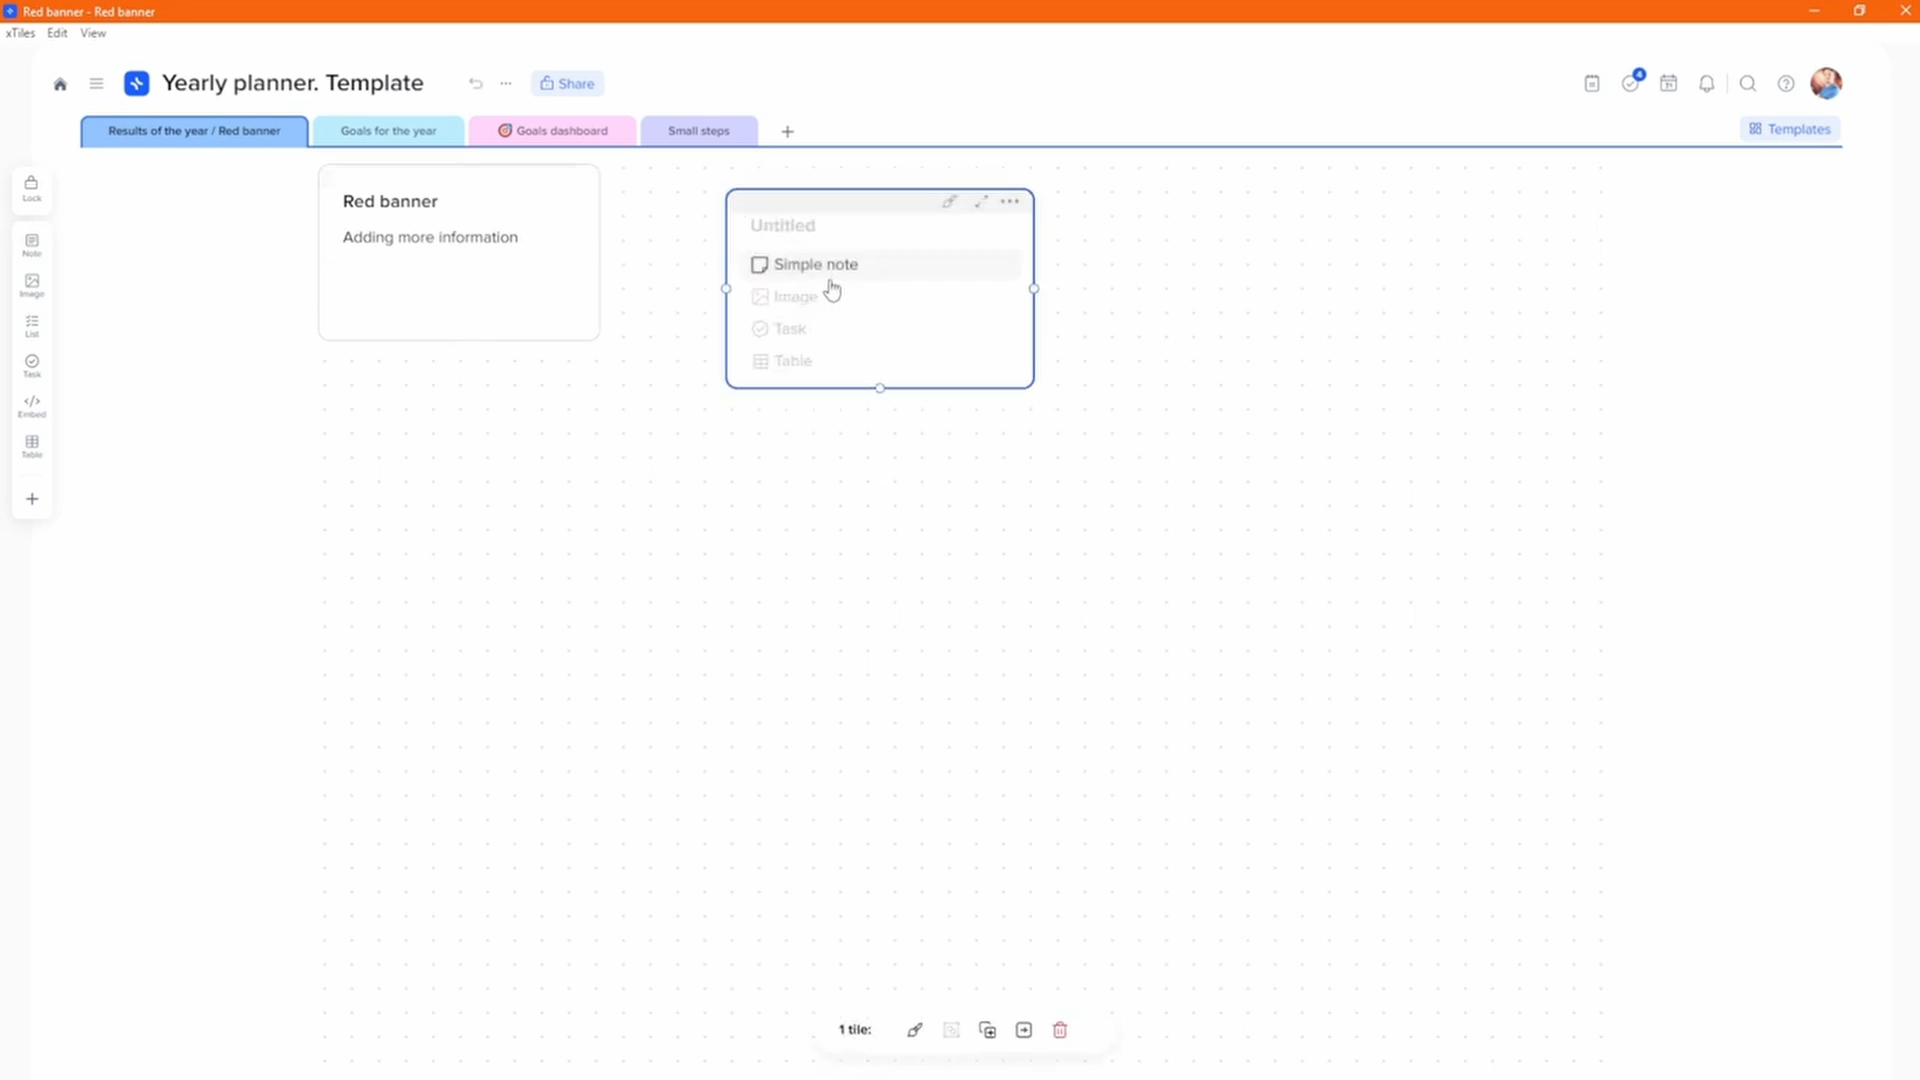 Red banner - Red banner
xTiles Edit View
Yearly planner. Template
Share
4
Results of the year / Red banner
Goals for the year
Goals dashboard
Small steps
+
Templates
Lock
Note
Image
List
Task
Embed
Table
Red banner
Adding more information
Untitled
Simple note
Image
Task
Table
1 tile: